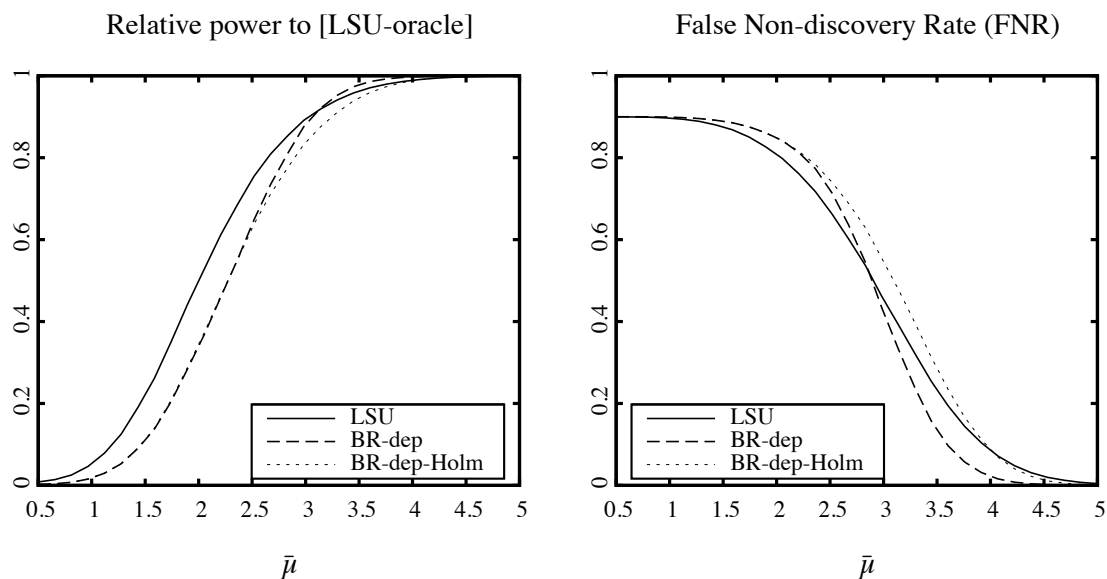 Relative power to [LSU-oracle]
1
0.8
0.6
0.4
0.2
0
LSU
BR-dep
BR-dep-Holm
0.5 1 1.5 2 2.5 3 3.5 4 4.5 5
μ̄
False Non-discovery Rate (FNR)
1
0.8
0.6
0.4
0.2
0
LSU
BR-dep
BR-dep-Holm
0.5 1 1.5 2 2.5 3 3.5 4 4.5 5
μ̄